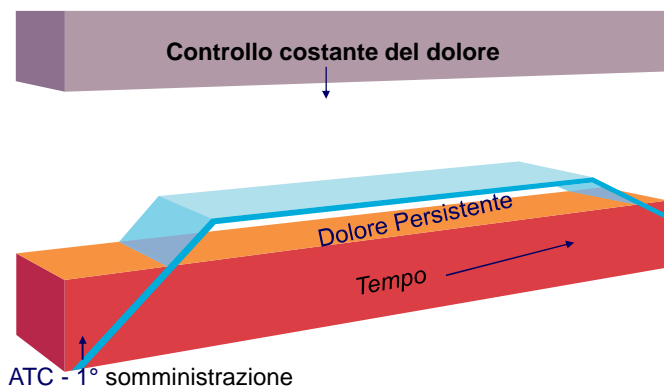 Controllo costante del dolore
Dolore Persistente
Tempo
ATC - 1° somministrazione